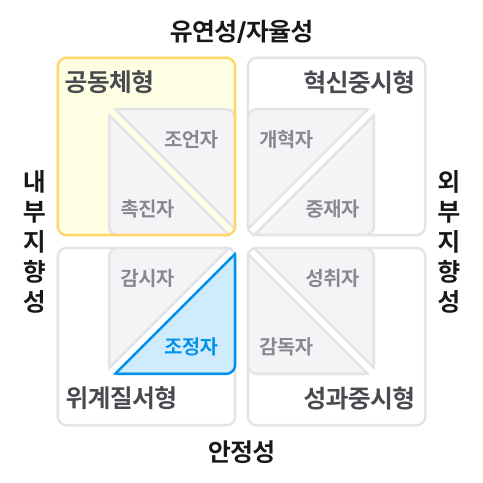 유연성/자율성
공동체형
혁신중시형
조언자
개혁자
촉진자
중재자
내부지향성
외부지향성
감시자
성취자
조정자
감독자
위계질서형
성과중시형
안정성